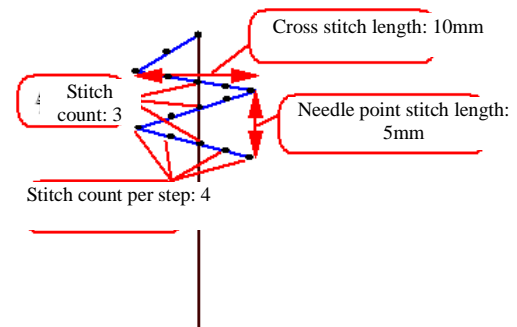 Cross stitch length: 10mm
Stitch
count: 3
Needle point stitch length:
5mm
Stitch count per step: 4